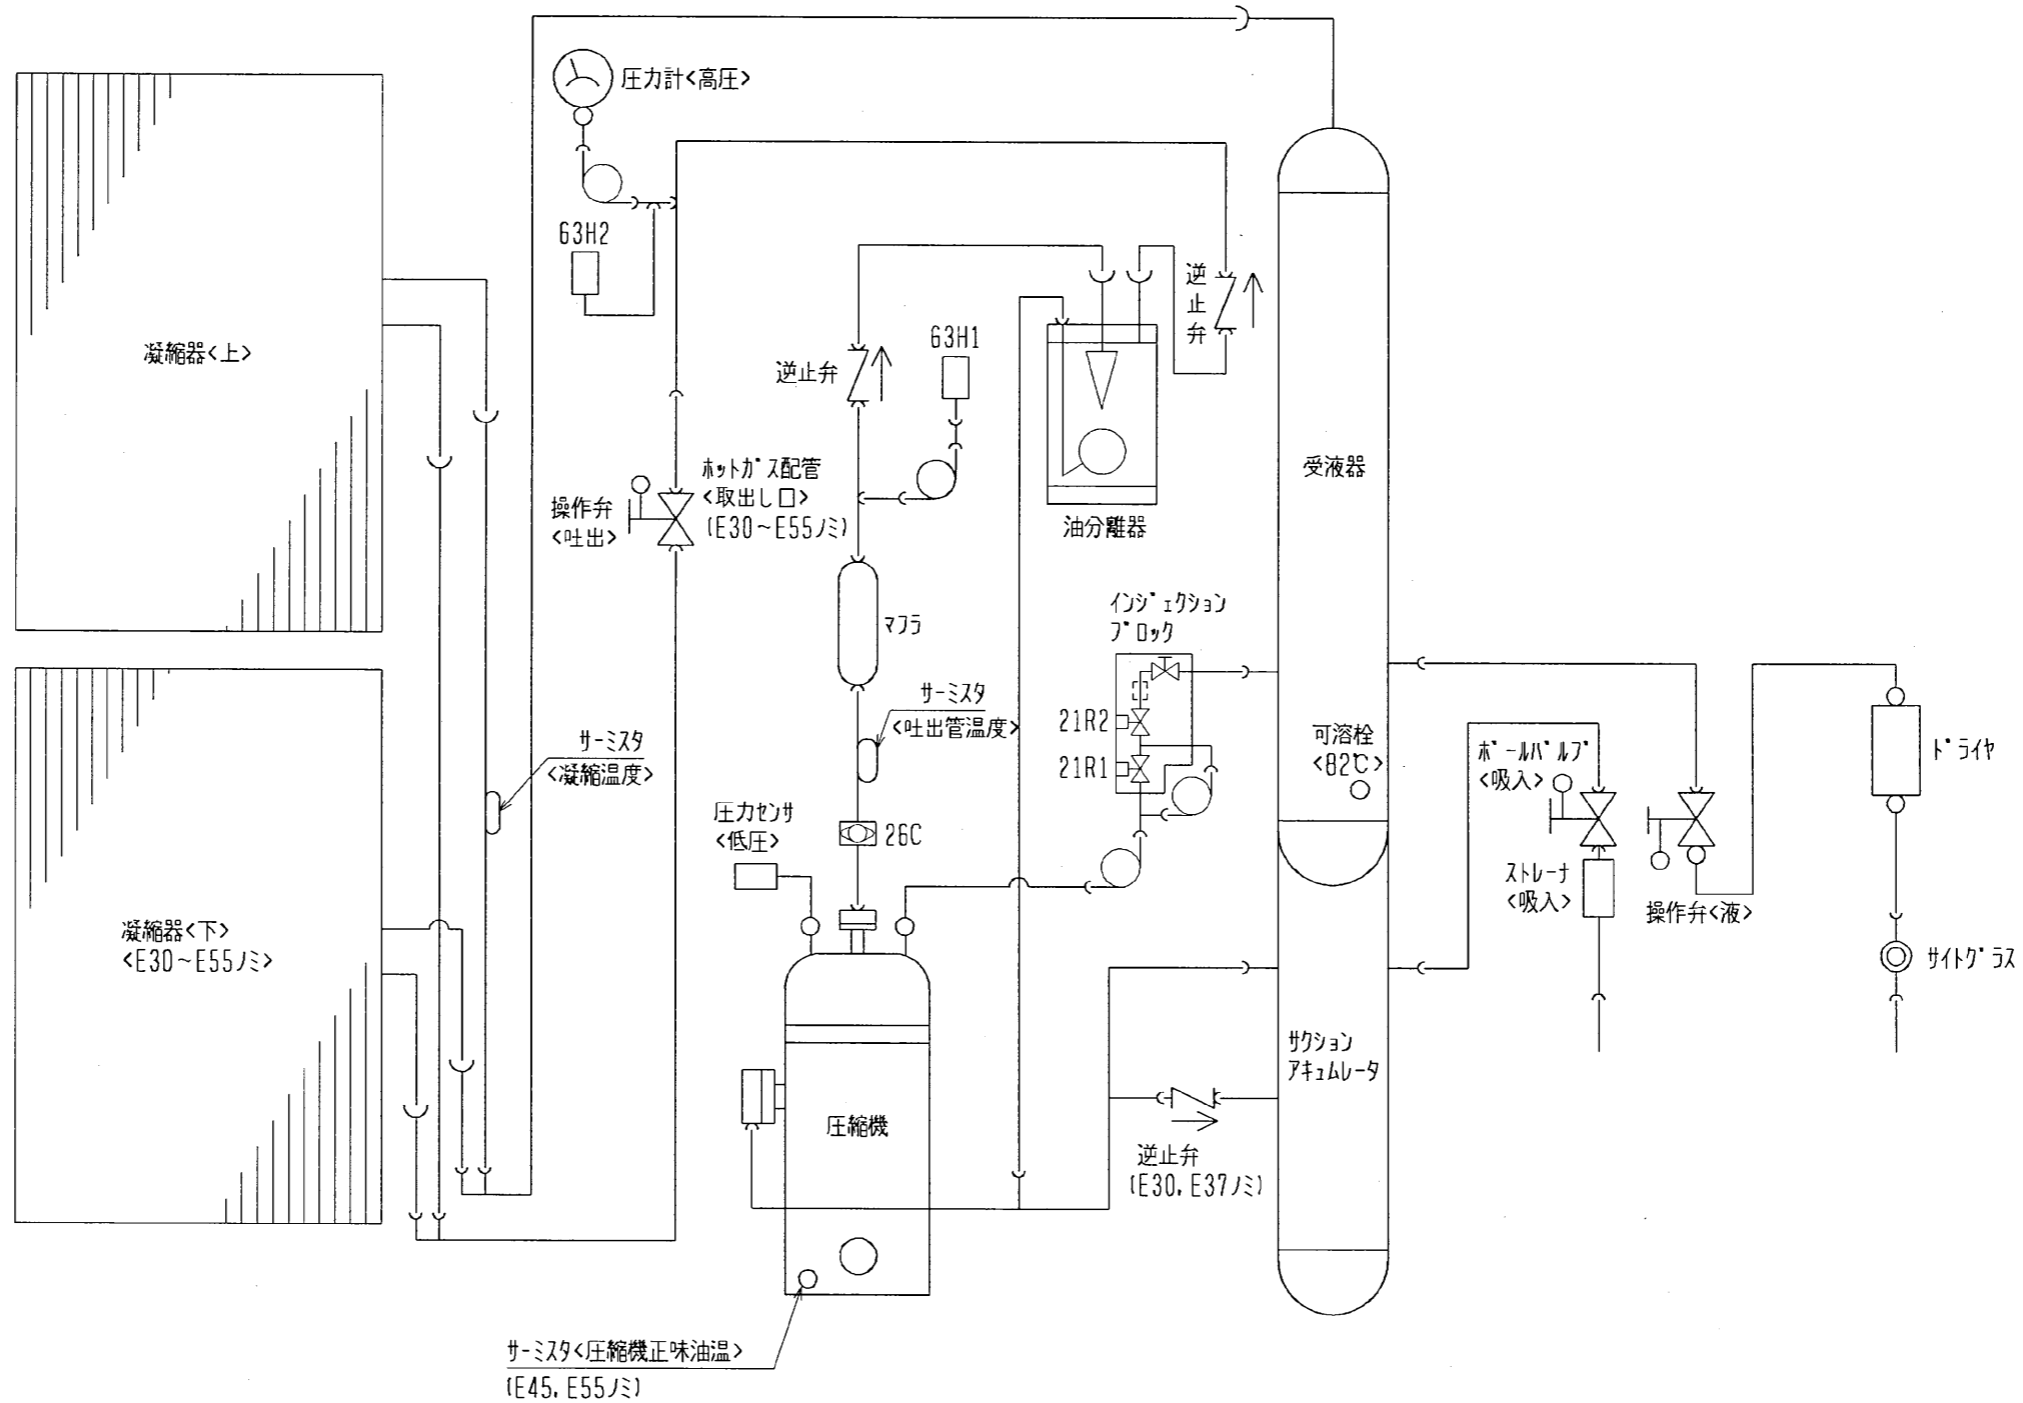 圧力計<高圧>
63H2
凝縮器<上>
逆止弁
63H1
逆止弁
操作弁
<吐出>
ﾎｯﾄｶﾞｽ配管
<取出し口>
(E30～E55ﾉﾐ)
油分離器
受液器
ﾏﾌﾗ
ｲﾝｼﾞｪｸｼｮﾝ
ﾌﾞﾛｯｸ
ｻｰﾐｽﾀ
<吐出管温度>
21R2
21R1
ｻｰﾐｽﾀ
<凝縮温度>
可溶栓
<82℃>
ﾎﾞｰﾙﾊﾞﾙﾌﾞ
<吸入>
ﾄﾞﾗｲﾔ
圧力ｾﾝｻ
<低圧>
26C
ｽﾄﾚｰﾅ
<吸入>
操作弁<液>
凝縮器<下>
<E30～E55ﾉﾐ>
ｻｲﾄｸﾞﾗｽ
ｻｸｼｮﾝ
ｱｷｭﾑﾚｰﾀ
圧縮機
逆止弁
(E30,E37ﾉﾐ)
ｻｰﾐｽﾀ<圧縮機正味油温>
(E45,E55ﾉﾐ)